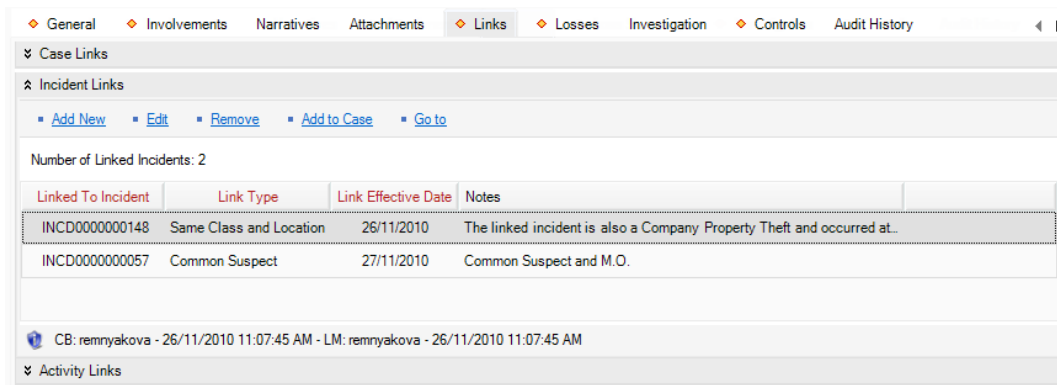 General Involvements Narratives Attachments Links Losses Investigation Controls Audit History
Case Links
Incident Links
Add New Edit Remove Add to Case Go to
Number of Linked Incidents: 2
Linked To Incident Link Type Link Effective Date Notes
INCD0000000148 Same Class and Location 26/11/2010 The linked incident is also a Company Property Theft and occurred at...
INCD0000000057 Common Suspect 27/11/2010 Common Suspect and M.O.
CB: remnyakova - 26/11/2010 11:07:45 AM - LM: remnyakova - 26/11/2010 11:07:45 AM
Activity Links